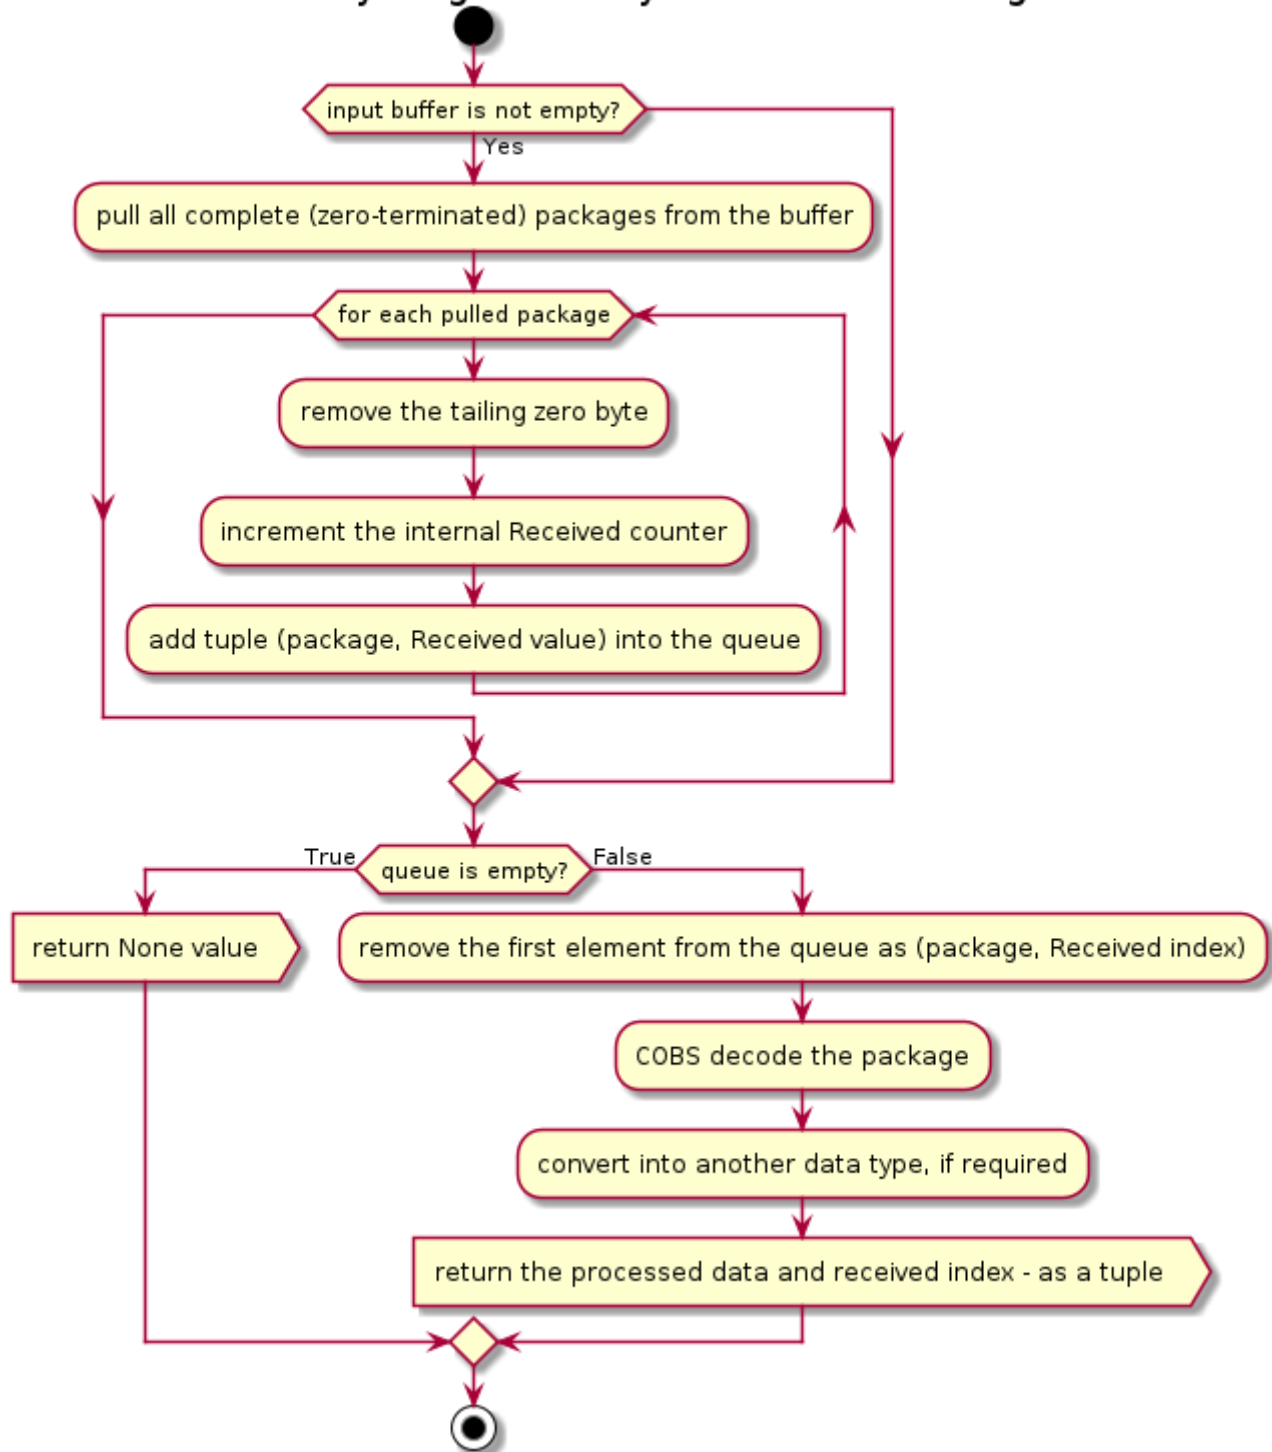 input buffer is not empty?
Yes
pull all complete (zero-terminated) packages from the buffer
for each pulled package
remove the tailing zero byte
increment the internal Received counter
add tuple (package, Received value) into the queue
True
queue is empty?
False
return None value
remove the first element from the queue as (package, Received index)
COBS decode the package
convert into another data type, if required
return the processed data and received index - as a tuple